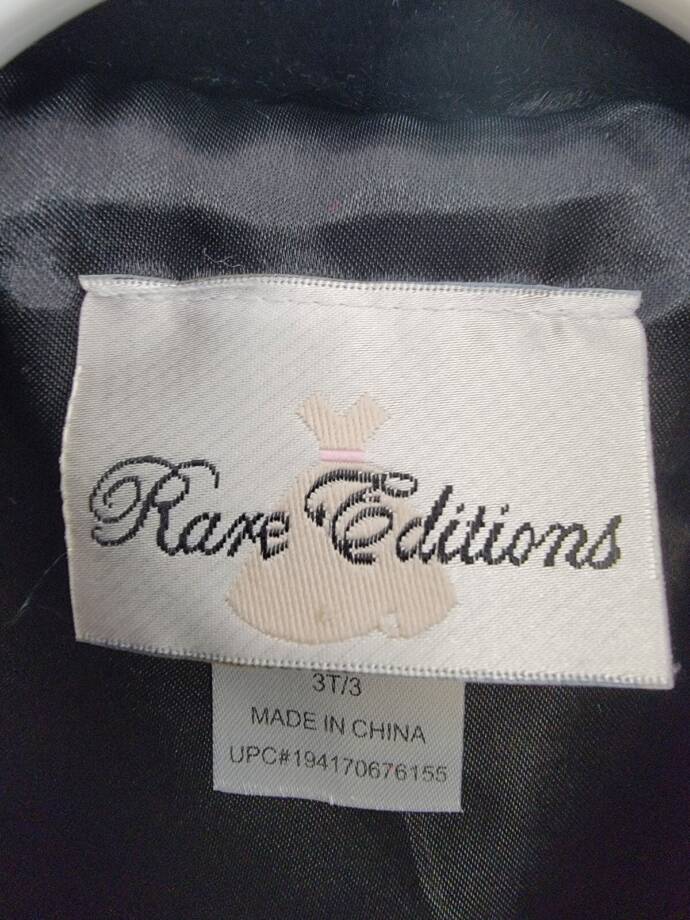 Rare Editions
3T/3
MADE IN CHINA
UPC#194170676155